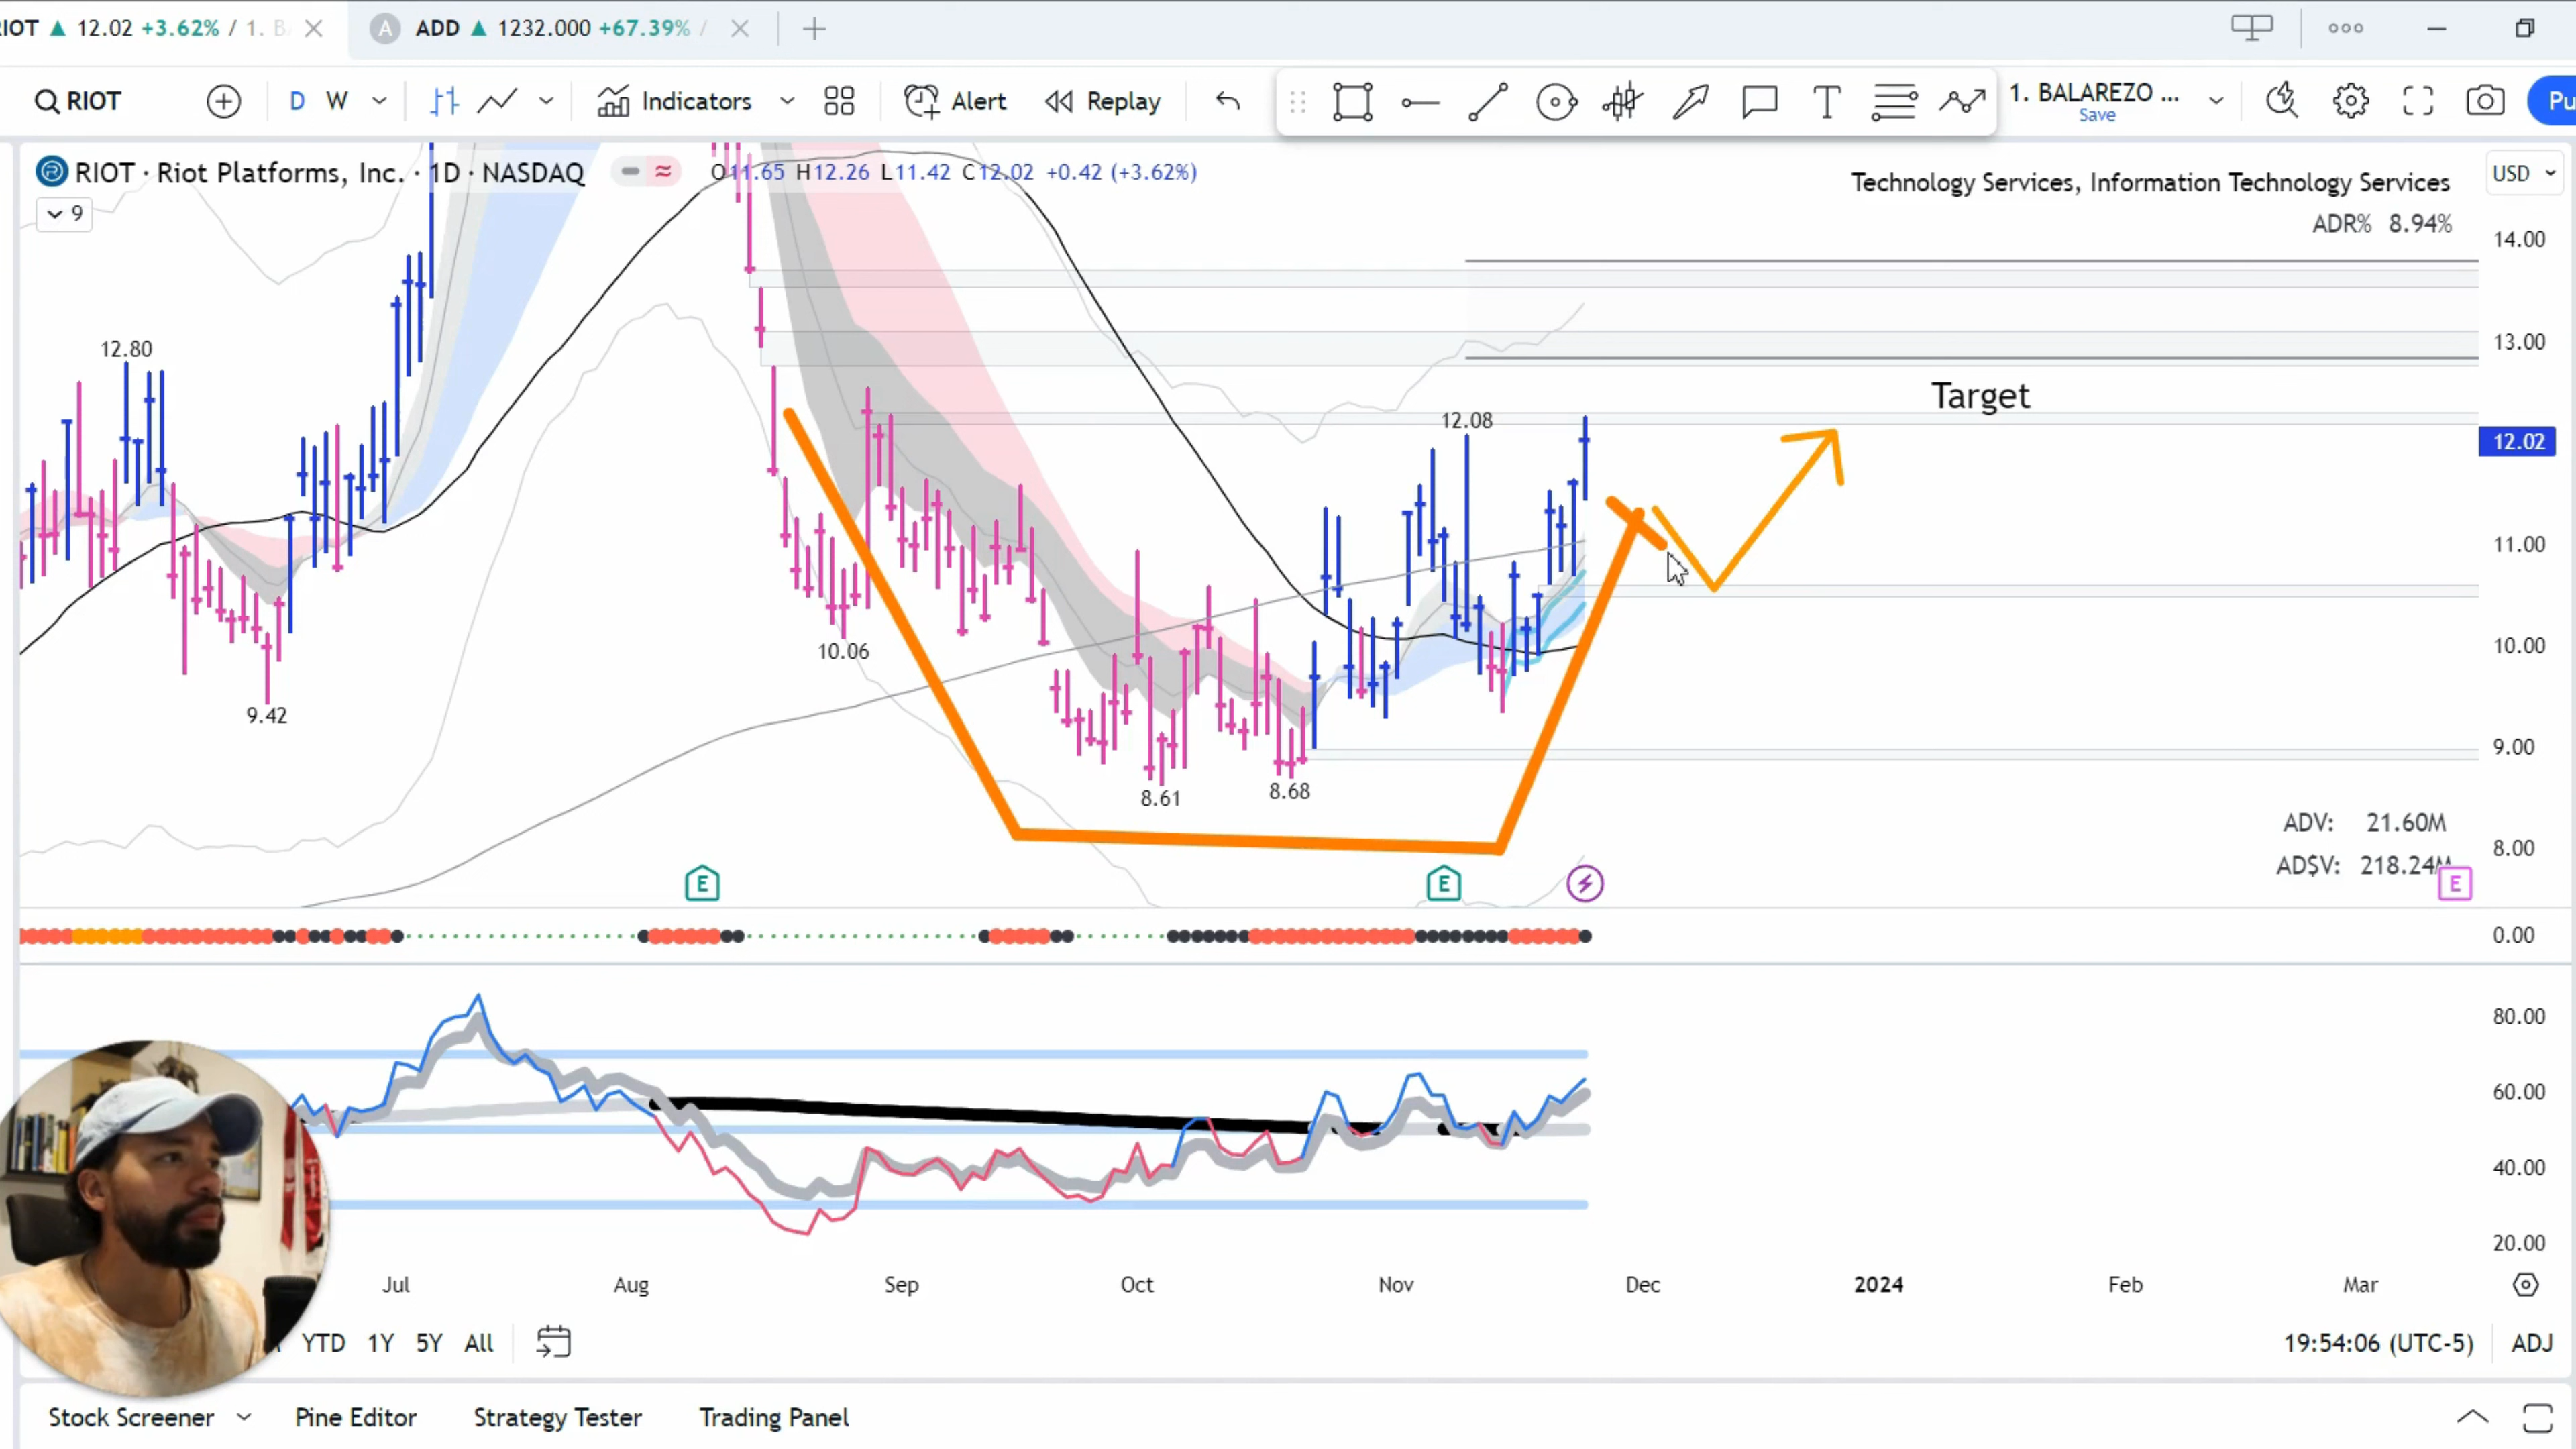 RIOT ▲ 12.02 +3.62% / 1. B
A ADD ▲ 1232.000 +67.39% /
RIOT D W Indicators Alert Replay T 1. BALAREZO ... Pu
Save
RIOT · Riot Platforms, Inc. · 1D · NASDAQ O11.65 H12.26 L11.42 C12.02 +0.42 (+3.62%)
9
Technology Services, Information Technology Services
ADR% 8.94%
USD
14.00
13.00
12.02
11.00
10.00
9.00
8.00
12.80
Target
12.08
10.06
9.42
8.61
8.68
ADV: 21.60M
AD$V: 218.24M
E
E
E
0.00
80.00
60.00
40.00
20.00
Jul Aug Sep Oct Nov Dec 2024 Feb Mar
YTD 1Y 5Y All
19:54:06 (UTC-5) ADJ
Stock Screener Pine Editor Strategy Tester Trading Panel